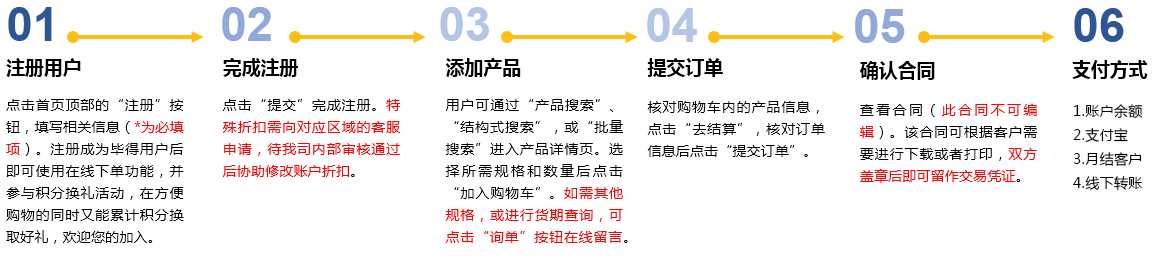 01
注册用户
点击首页顶部的“注册”按
钮，填写相关信息（*为必填
项）。注册成为毕得用户后
即可使用在线下单功能，并
参与积分换礼活动，在方便
购物的同时又能累计积分换
取好礼，欢迎您的加入。
02
完成注册
点击“提交”完成注册。特
殊折扣需向对应区域的客服
申请，待我司内部审核通过
后协助修改账户折扣。
03
添加产品
用户可通过“产品搜索”、
“结构式搜索”，或“批量
搜索”进入产品详情页。选
择所需规格和数量后点击
“加入购物车”。如需其他
规格，或进行货期查询，可
点击“询单”按钮在线留言。
04
提交订单
核对购物车内的产品信息，
点击“去结算”，核对订单
信息后点击“提交订单”。
05
确认合同
查看合同（此合同不可编
辑）。该合同可根据客户需
要进行下载或者打印，双方
盖章后即可留作交易凭证。
06
支付方式
1.账户余额
2.支付宝
3.月结客户
4.线下转账